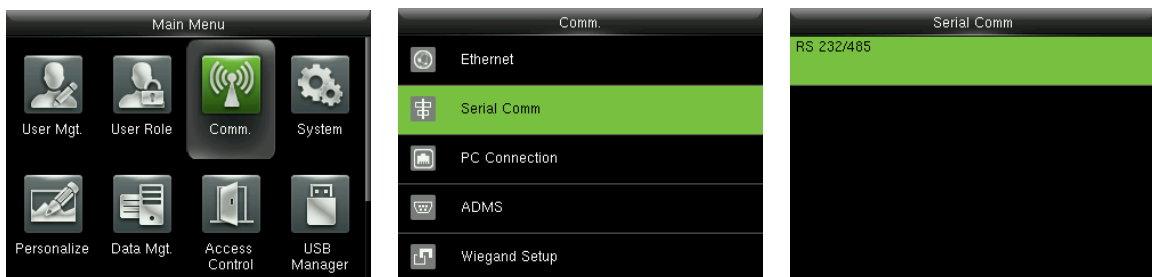 Main Menu
User Mgt.
User Role
Comm.
System
Personalize
Data Mgt.
Access
Control
USB
Manager
Comm.
Ethernet
Serial Comm
PC Connection
ADMS
Wiegand Setup
Serial Comm
RS 232/485